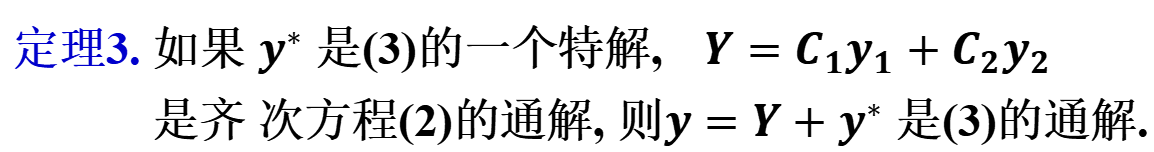 定理3. 如果 y* 是(3)的一个特解, Y = C₁y₁ + C₂y₂
是齐 次方程(2)的通解, 则y = Y + y* 是(3)的通解.